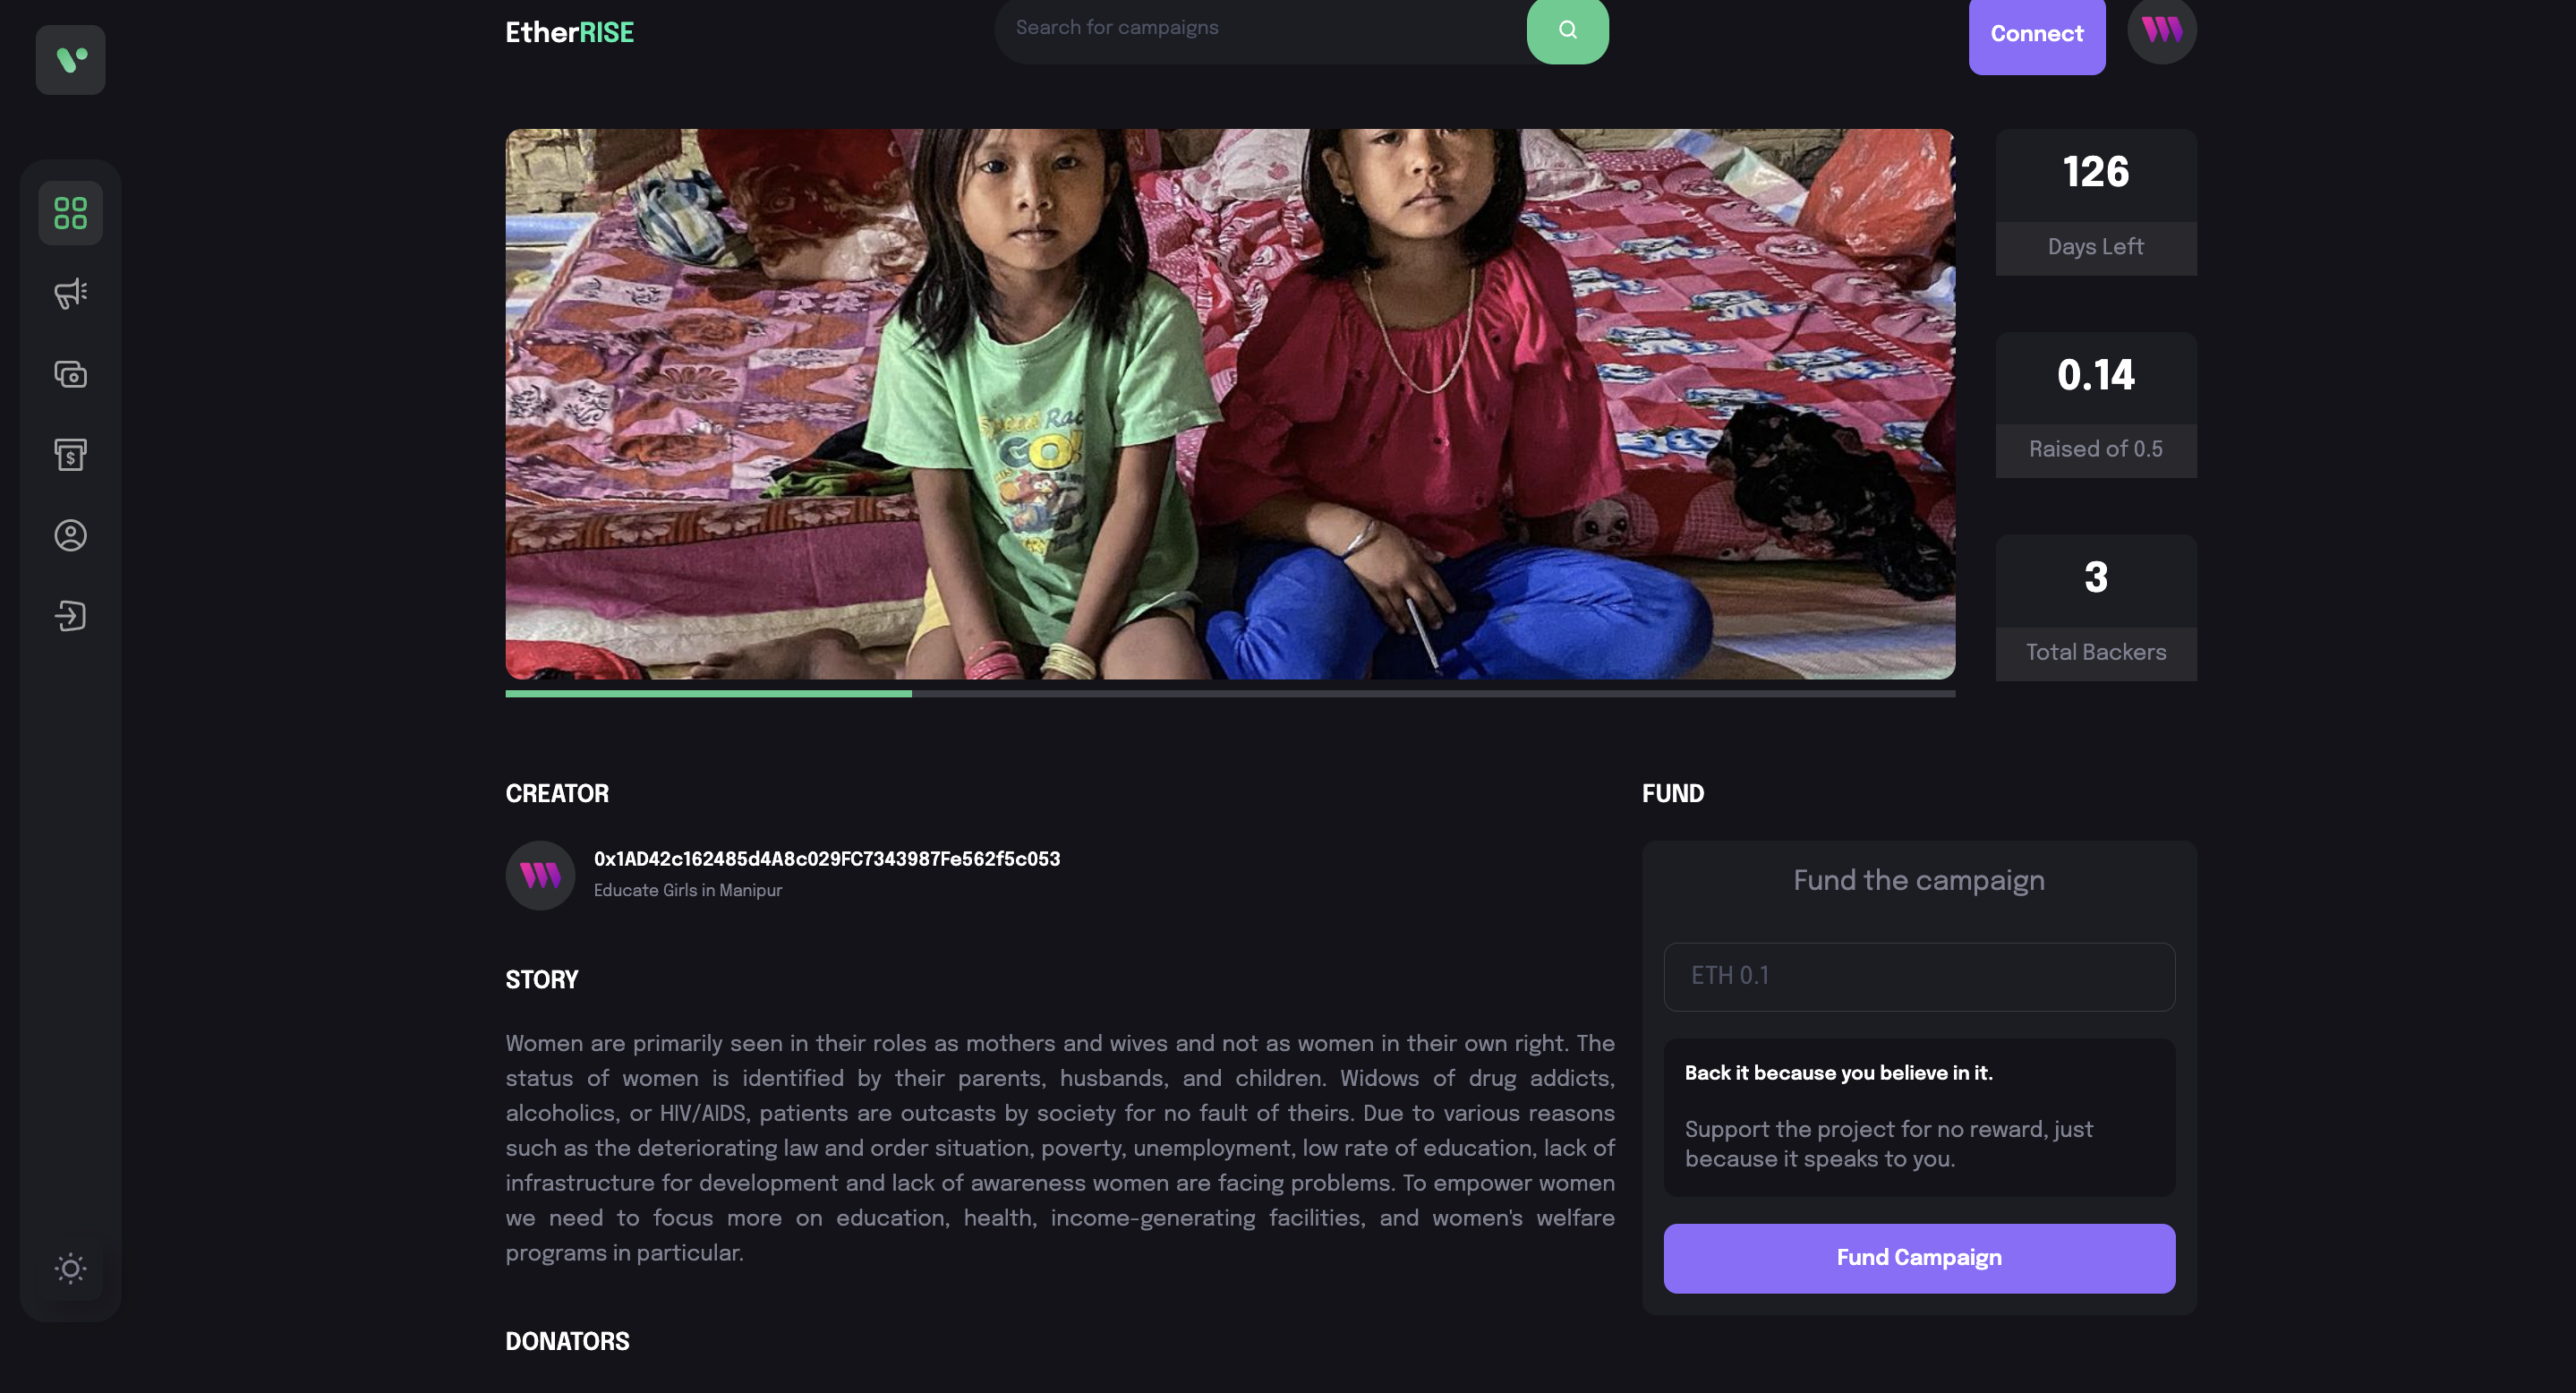 EtherRISE
Search for campaigns
Connect
126
Days Left
GO!
0.14
Raised of 0.5
3
Total Backers
CREATOR
0x1AD42c162485d4A8c029FC7343987Fe562f5c053
Educate Girls in Manipur
STORY
Women are primarily seen in their roles as mothers and wives and not as women in their own right. The
status of women is identified by their parents, husbands, and children. Widows of drug addicts,
alcoholics, or HIV/AIDS, patients are outcasts by society for no fault of theirs. Due to various reasons
such as the deteriorating law and order situation, poverty, unemployment, low rate of education, lack of
infrastructure for development and lack of awareness women are facing problems. To empower women
we need to focus more on education, health, income-generating facilities, and women's welfare
programs in particular.
DONATORS
FUND
Fund the campaign
ETH 0.1
Back it because you believe in it.
Support the project for no reward, just
because it speaks to you.
Fund Campaign